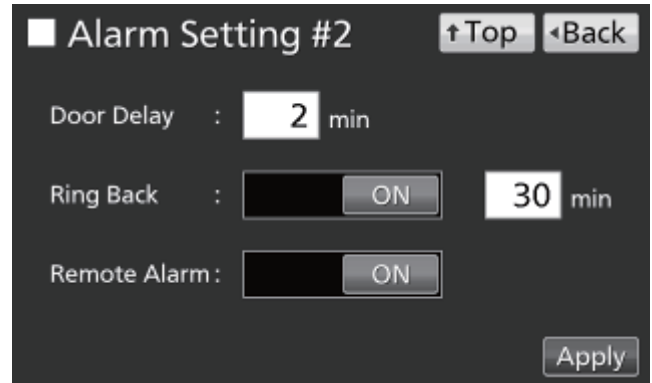 ■ Alarm Setting #2 ↑Top ◂Back
Door Delay : 2 min
Ring Back : ON 30 min
Remote Alarm : ON
Apply